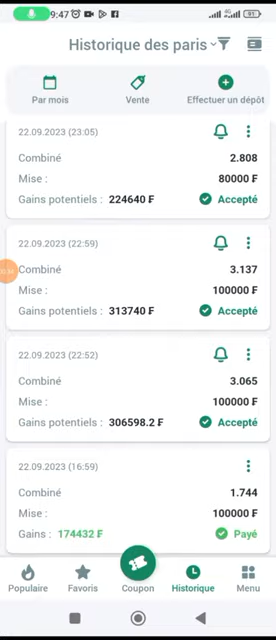 9:47
4G
91
Historique des paris
Par mois
Vente
Effectuer un dépôt
22.09.2023 (23:05)
Combiné 2.808
Mise : 80000 ₣
Gains potentiels : 224640 ₣ Accepté
22.09.2023 (22:59)
Combiné 3.137
Mise : 100000 ₣
Gains potentiels : 313740 ₣ Accepté
22.09.2023 (22:52)
Combiné 3.065
Mise : 100000 ₣
Gains potentiels : 306598.2 ₣ Accepté
22.09.2023 (16:59)
Combiné 1.744
Mise : 100000 ₣
Gains : 174432 ₣ Payé
Populaire
Favoris
Coupon
Historique
Menu